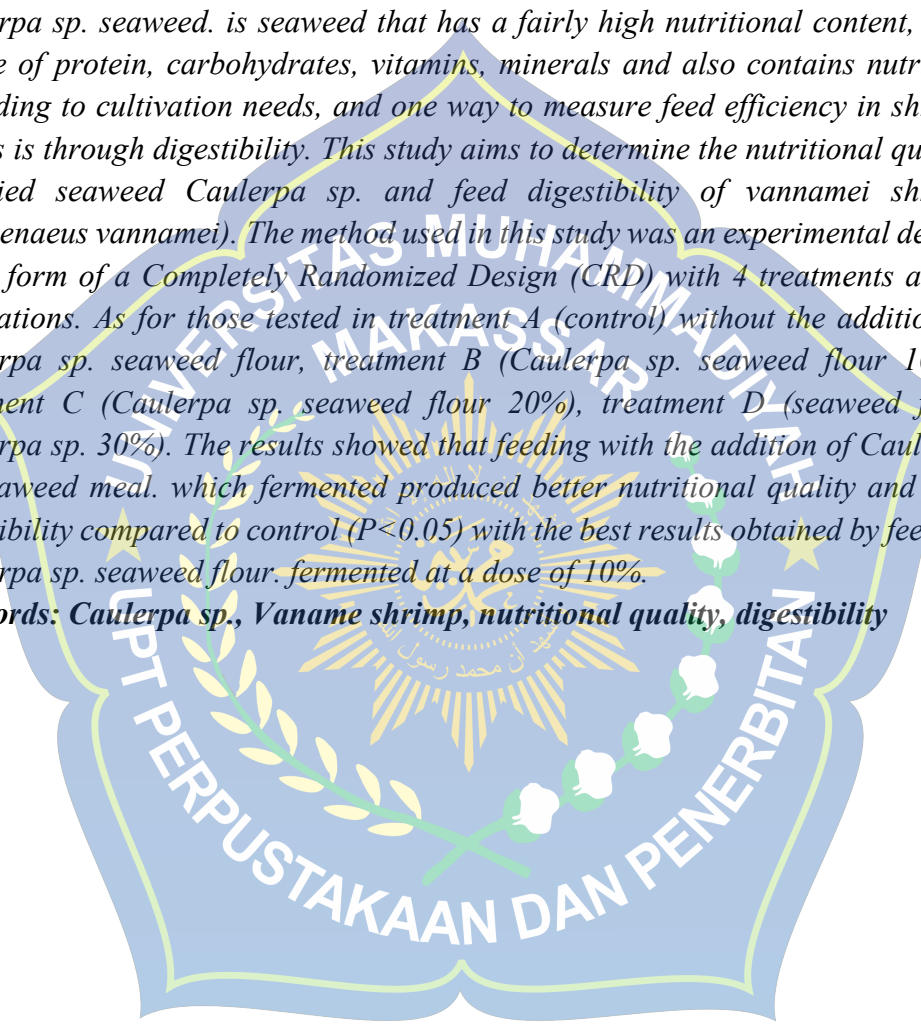 rpa sp. seaweed. is seaweed that has a fairly high nutritional content,
e of protein, carbohydrates, vitamins, minerals and also contains nutr
ding to cultivation needs, and one way to measure feed efficiency in sh
s is through digestibility. This study aims to determine the nutritional qu
ied seaweed Caulerpa sp. and feed digestibility of vannamei sh
enaeus vannamei). The method used in this study was an experimental de
form of a Completely Randomized Design (CRD) with 4 treatments a
ations. As for those tested in treatment A (control) without the additio
rpa sp. seaweed flour, treatment B (Caulerpa sp. seaweed flour 1
ment C (Caulerpa sp. seaweed flour 20%), treatment D (seaweed f
rpa sp. 30%). The results showed that feeding with the addition of Caul
aweed meal. which fermented produced better nutritional quality and
ibility compared to control (P<0.05) with the best results obtained by fee
rpa sp. seaweed flour. fermented at a dose of 10%.
ords: Caulerpa sp., Vaname shrimp, nutritional quality, digestibility
UNIVERSITAS MUHAMMADIYAH
MAKASSAR
UPT PERPUSTAKAAN DAN PENERBITAN